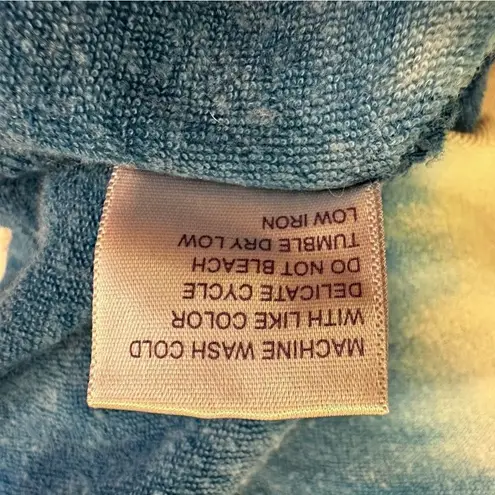 MACHINE WASH COLD
WITH LIKE COLOR
DELICATE CYCLE
DO NOT BLEACH
TUMBLE DRY LOW
LOW IRON